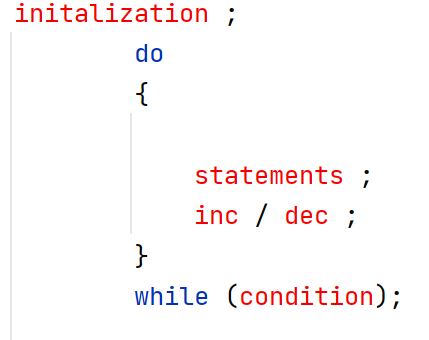 initalization ;
do
{
statements ;
inc / dec ;
}
while (condition);